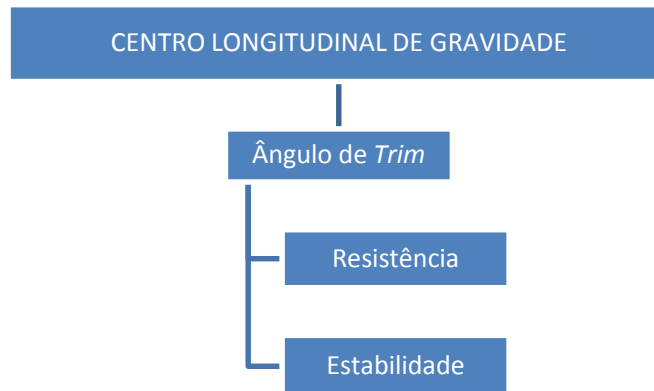 CENTRO LONGITUDINAL DE GRAVIDADE
Ângulo de Trim
Resistência
Estabilidade